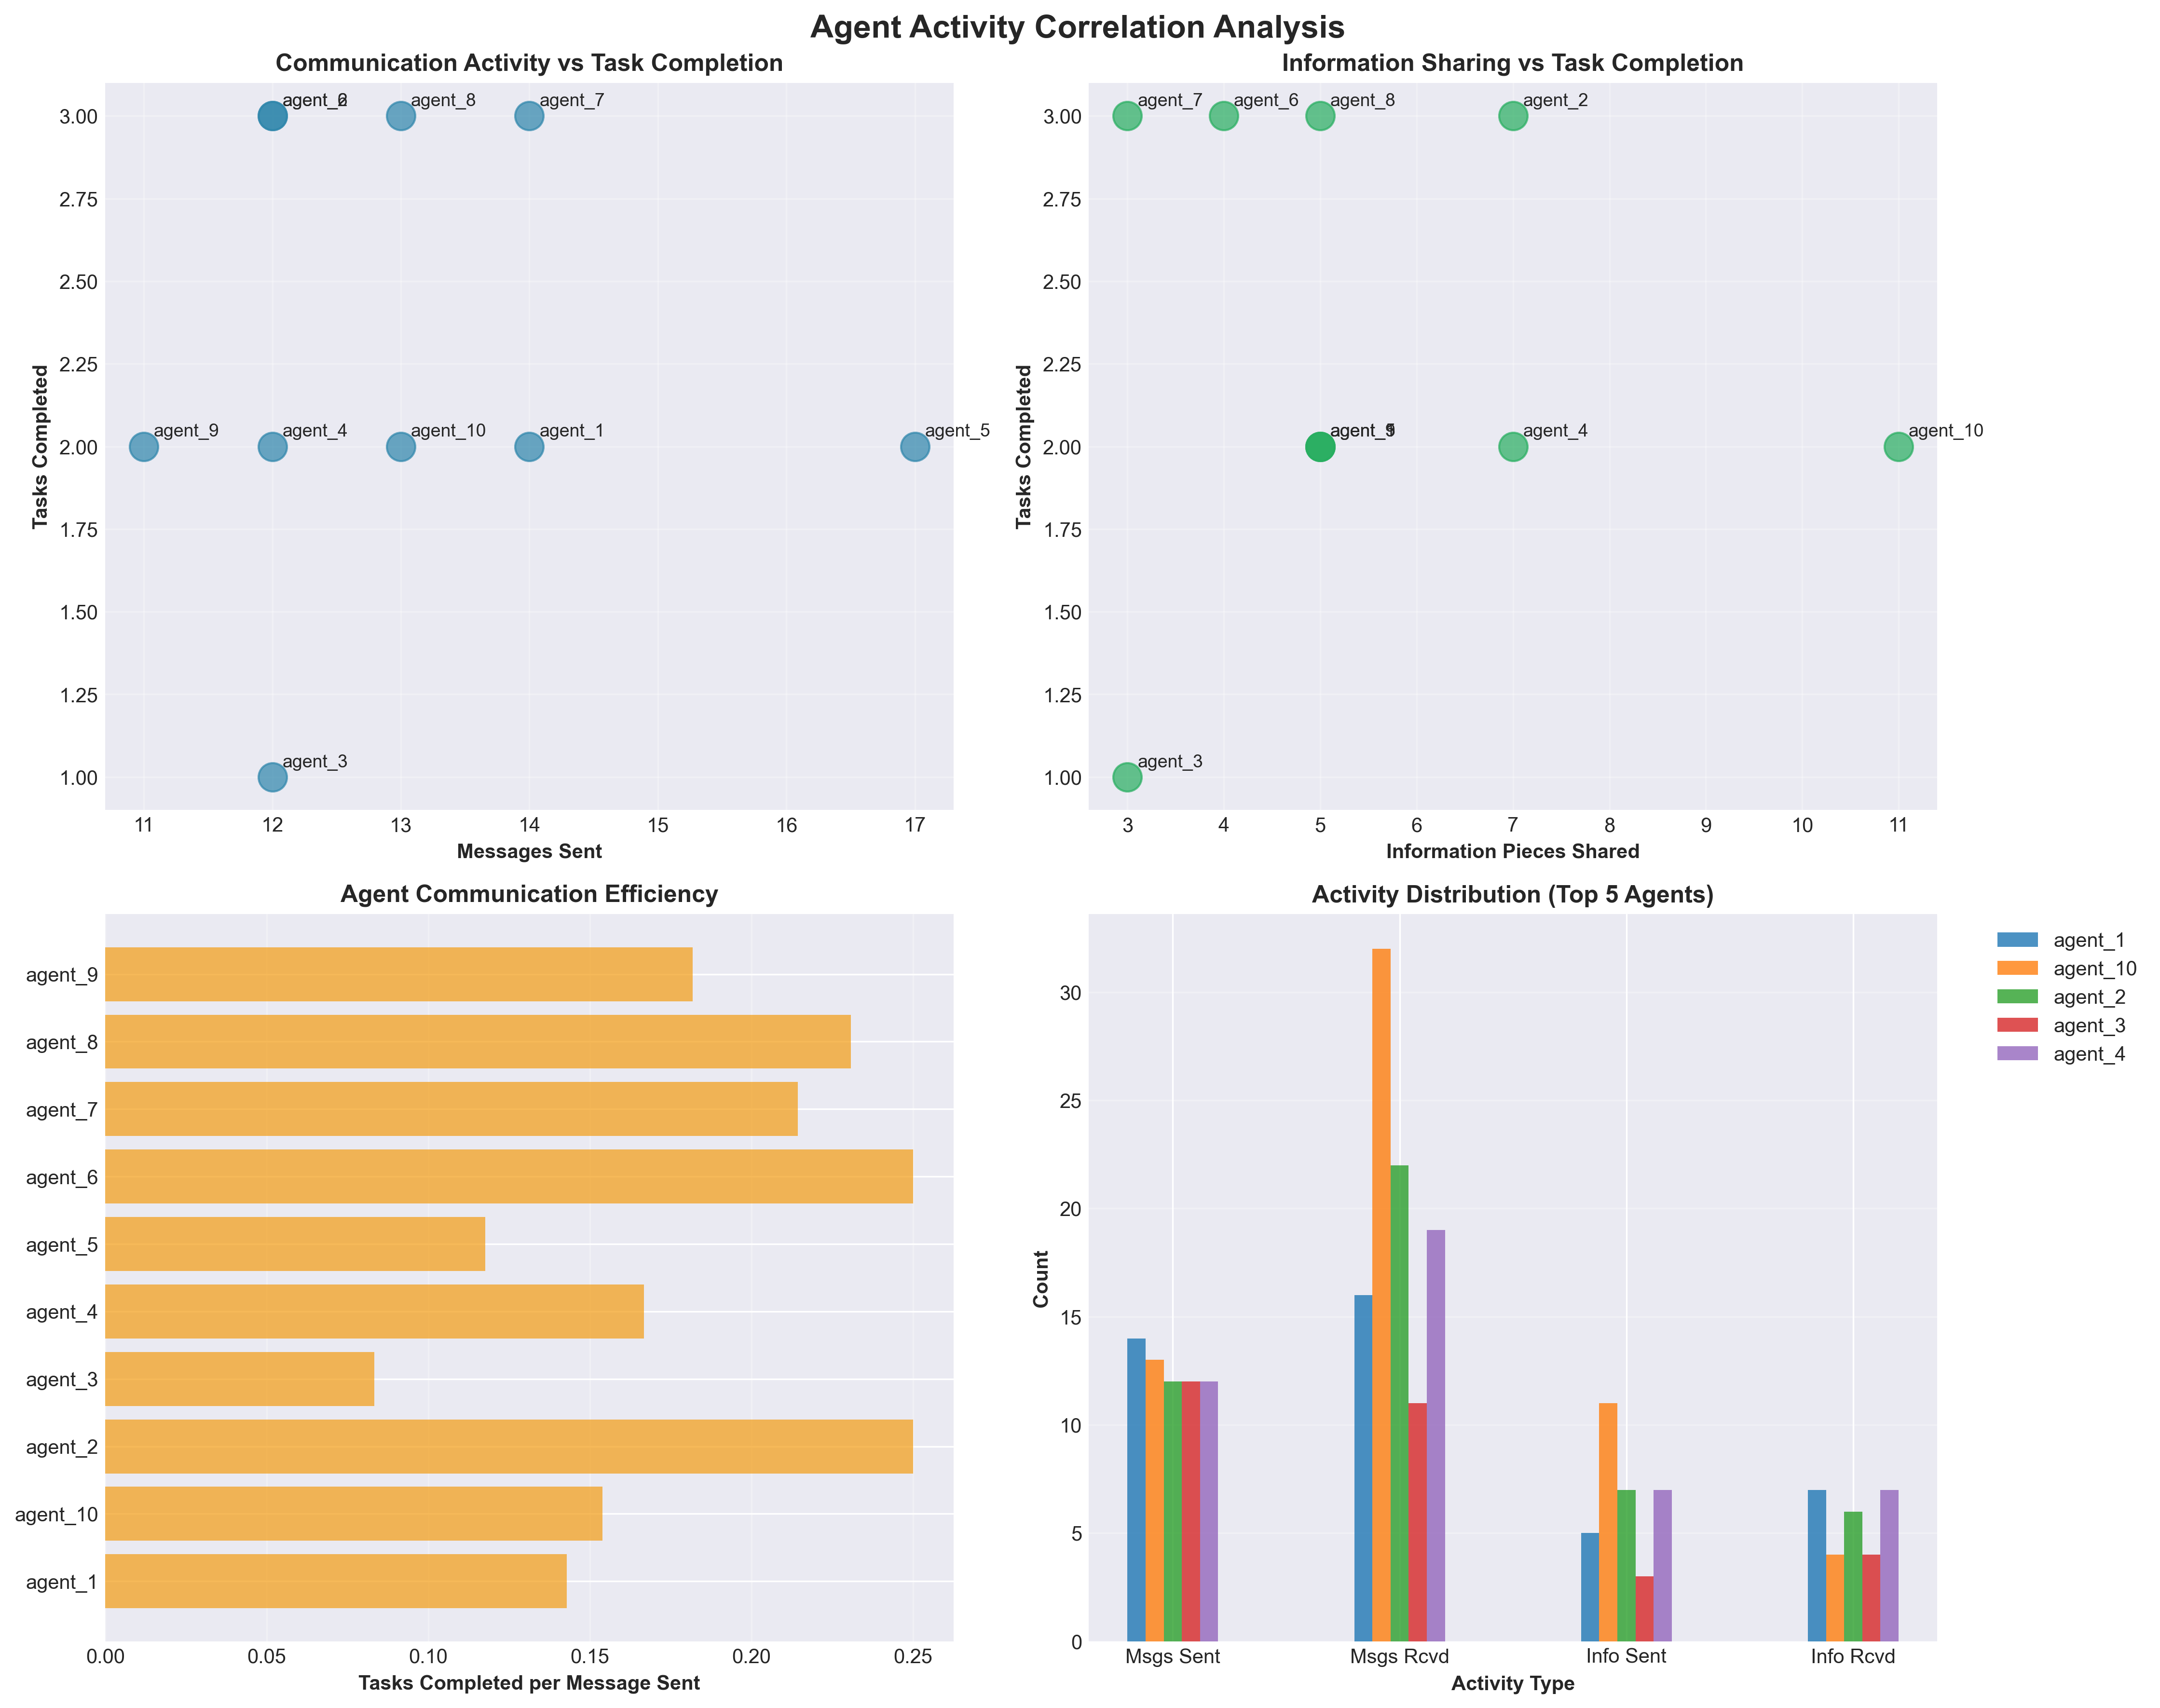 Agent Activity Correlation Analysis
Communication Activity vs Task Completion
Tasks Completed
3.00
2.75
2.50
2.25
2.00
1.75
1.50
1.25
1.00
agent_8
agent_7
agent_9
agent_4
agent_10
agent_1
agent_5
agent_3
11
12
13
14
15
16
17
Messages Sent
Information Sharing vs Task Completion
Tasks Completed
3.00
2.75
2.50
2.25
2.00
1.75
1.50
1.25
1.00
agent_7
agent_6
agent_8
agent_2
agent_4
agent_10
agent_3
3
4
5
6
7
8
9
10
11
Information Pieces Shared
Agent Communication Efficiency
agent_9
agent_8
agent_7
agent_6
agent_5
agent_4
agent_3
agent_2
agent_10
agent_1
0.00
0.05
0.10
0.15
0.20
0.25
Tasks Completed per Message Sent
Activity Distribution (Top 5 Agents)
Count
30
25
20
15
10
5
0
Msgs Sent
Msgs Rcvd
Info Sent
Info Rcvd
Activity Type
agent_1
agent_10
agent_2
agent_3
agent_4